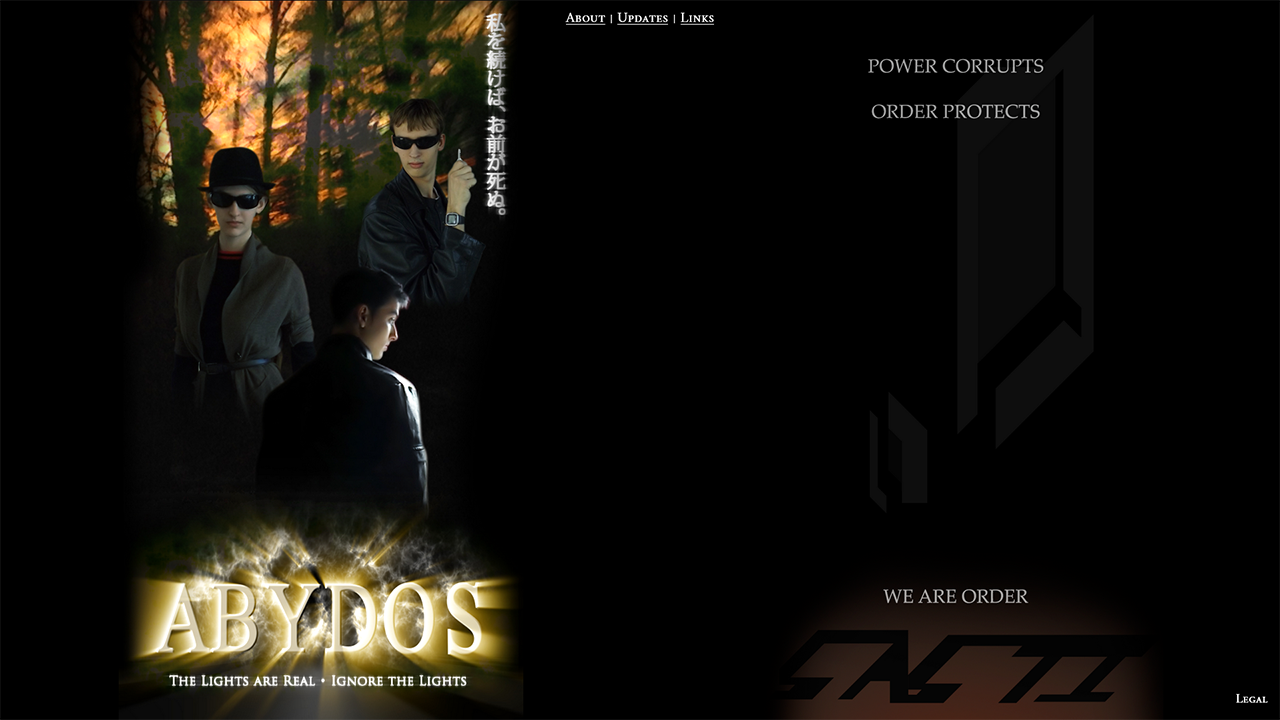 About | Updates | Links
私を続けば、お前が死ぬ。
POWER CORRUPTS
ORDER PROTECTS
ABYDOS
The Lights are Real • Ignore the Lights
WE ARE ORDER
CACTI
Legal